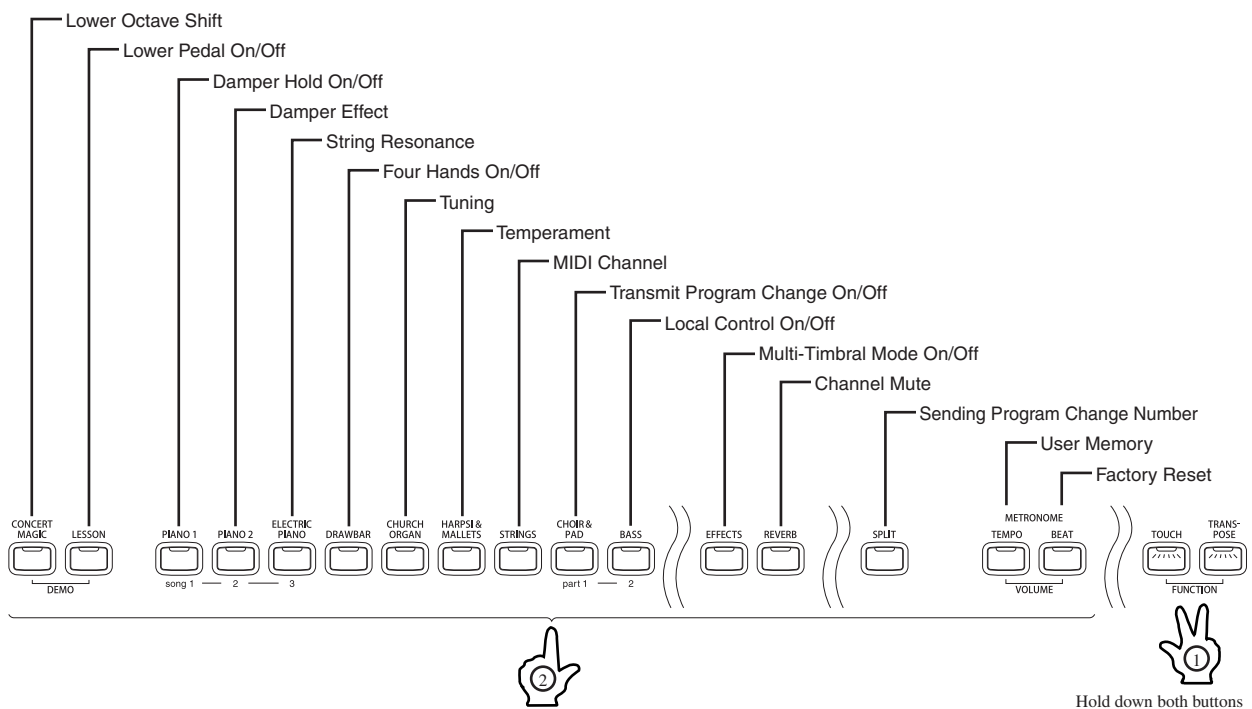 Lower Octave Shift
Lower Pedal On/Off
Damper Hold On/Off
Damper Effect
String Resonance
Four Hands On/Off
Tuning
Temperament
MIDI Channel
Transmit Program Change On/Off
Local Control On/Off
Multi-Timbral Mode On/Off
Channel Mute
Sending Program Change Number
User Memory
Factory Reset
CONCERT
MAGIC
LESSON
PIANO 1
PIANO 2
ELECTRIC
PIANO
DRAWBAR
CHURCH
ORGAN
HARPSI &
MALLETS
STRINGS
CHOIR &
PAD
BASS
EFFECTS
REVERB
SPLIT
METRONOME
TEMPO
BEAT
TOUCH
TRANS-
POSE
DEMO
song 1
2
3
part 1
2
VOLUME
FUNCTION
2
1
Hold down both buttons